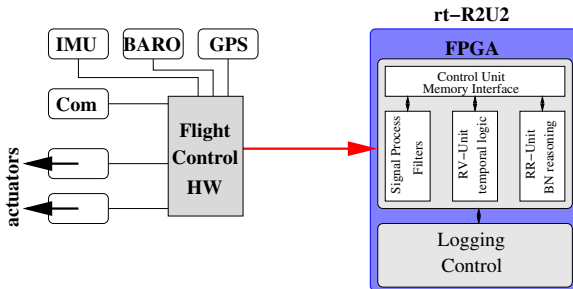 rt−R2U2
IMU
BARO
GPS
FPGA
Control Unit
Memory Interface
Com
Flight
Control
HW
actuators
Signal Process
Filters
RV−Unit
temporal logic
RR−Unit
BN reasoning
Logging
Control